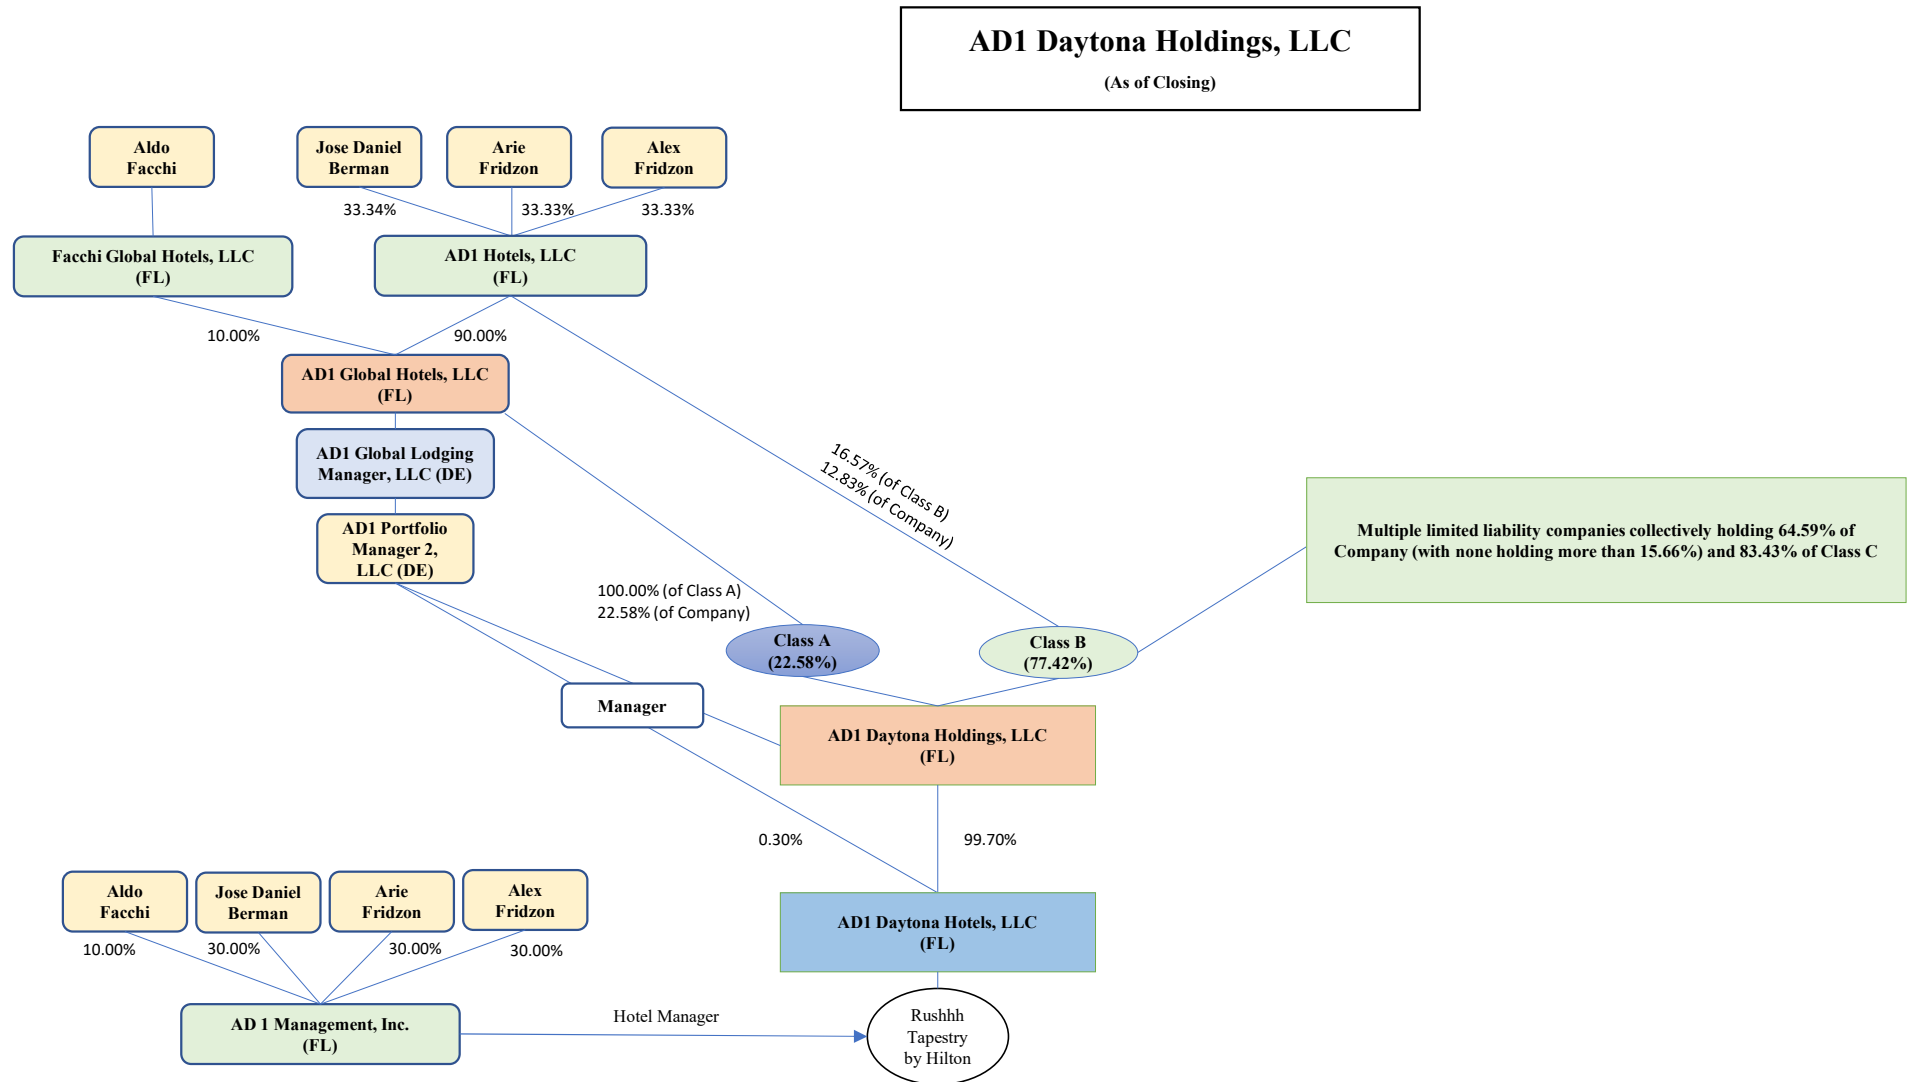 AD1 Daytona Holdings, LLC
(As of Closing)
Aldo
Facchi
Jose Daniel
Berman
Arie
Fridzon
Alex
Fridzon
33.34%
33.33%
33.33%
Facchi Global Hotels, LLC
(FL)
AD1 Hotels, LLC
(FL)
10.00%
90.00%
AD1 Global Hotels, LLC
(FL)
AD1 Global Lodging
Manager, LLC (DE)
AD1 Portfolio
Manager 2,
LLC (DE)
16.57% (of Class B)
12.83% (of Company)
Multiple limited liability companies collectively holding 64.59% of
Company (with none holding more than 15.66%) and 83.43% of Class C
100.00% (of Class A)
22.58% (of Company)
Class A
(22.58%)
Class B
(77.42%)
Manager
AD1 Daytona Holdings, LLC
(FL)
0.30%
99.70%
Aldo
Facchi
Jose Daniel
Berman
Arie
Fridzon
Alex
Fridzon
10.00%
30.00%
30.00%
30.00%
AD1 Daytona Hotels, LLC
(FL)
AD 1 Management, Inc.
(FL)
Hotel Manager
Rushhh
Tapestry
by Hilton